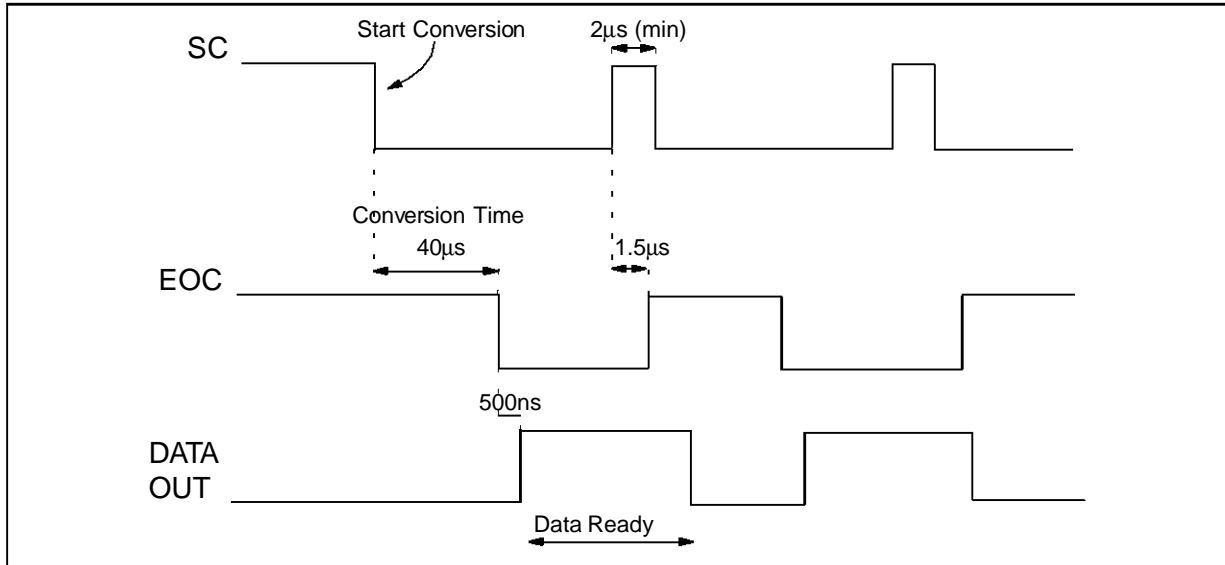 Start Conversion
2μs (min)
SC
Conversion Time
40μs
1.5μs
EOC
500ns
DATA
OUT
Data Ready